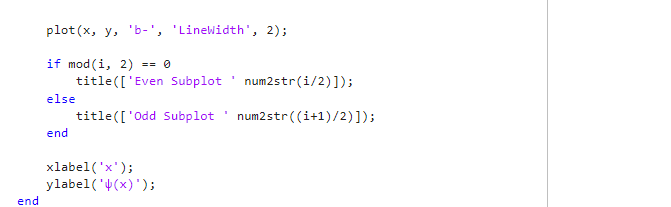 plot(x, y, 'b-', 'LineWidth', 2);
if mod(i, 2) == 0
title(['Even Subplot ' num2str(i/2)]);
else
title(['Odd Subplot ' num2str((i+1)/2)]);
end
xlabel('x');
ylabel('ψ(x)');
end